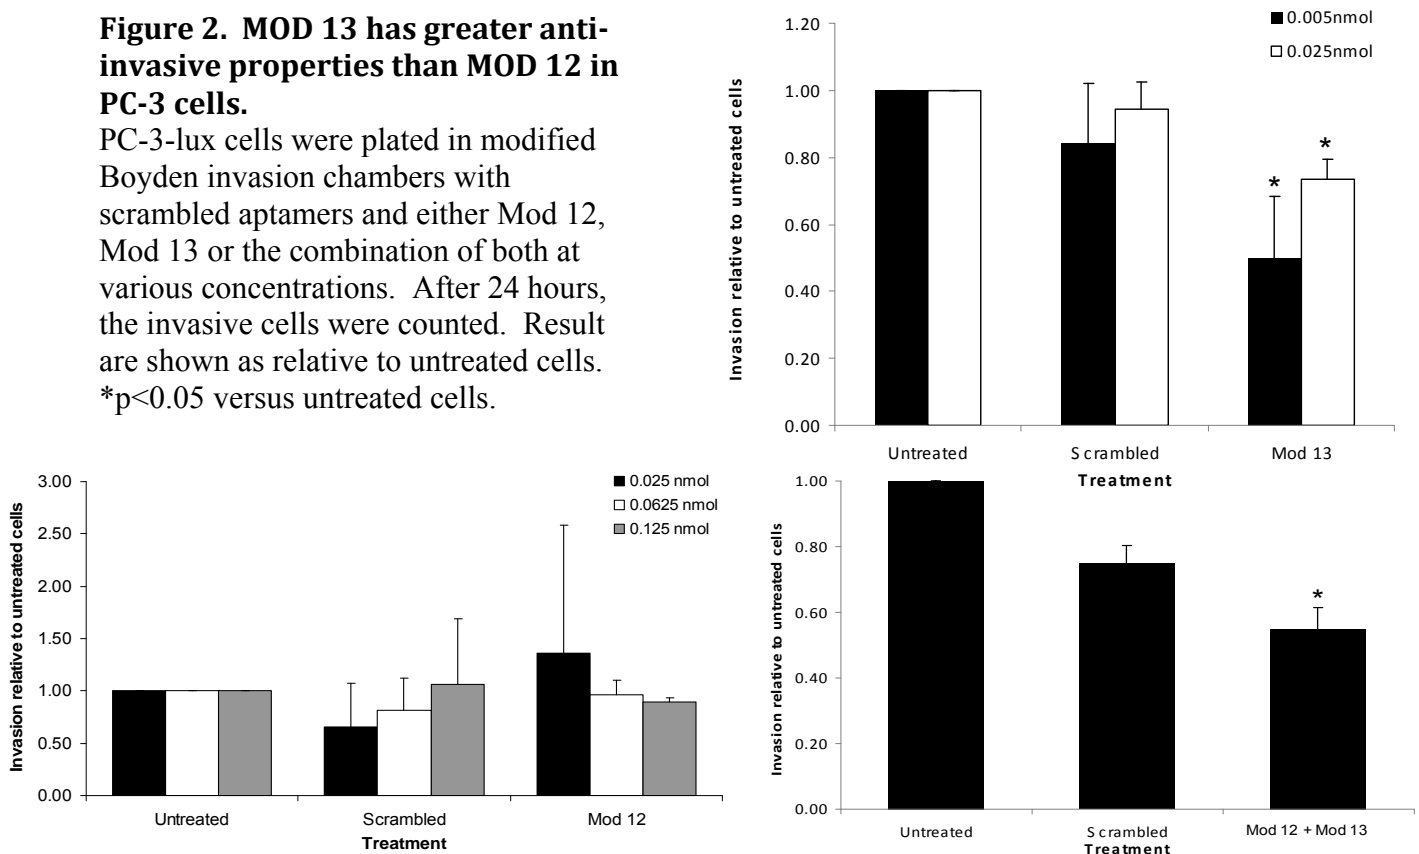 Figure 2.  MOD 13 has greater anti-
invasive properties than MOD 12 in
PC-3 cells.
PC-3-lux cells were plated in modified
Boyden invasion chambers with
scrambled aptamers and either Mod 12,
Mod 13 or the combination of both at
various concentrations.  After 24 hours,
the invasive cells were counted.  Result
are shown as relative to untreated cells.
*p<0.05 versus untreated cells.
0.005nmol
0.025nmol
Invasion relative to untreated cells
1.20
1.00
0.80
0.60
0.40
0.20
0.00
*
*
Untreated
Scrambled
Mod 13
Treatment
0.025 nmol
0.0625 nmol
0.125 nmol
Invasion relative to untreated cells
3.00
2.50
2.00
1.50
1.00
0.50
0.00
Untreated
Scrambled
Mod 12
Treatment
Invasion relative to untreated cells
1.00
0.80
0.60
0.40
0.20
0.00
*
Untreated
Scrambled
Mod 12 + Mod 13
Treatment